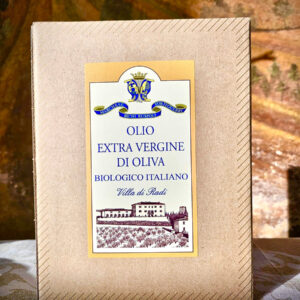 OLIO
EXTRA VERGINE
DI OLIVA
BIOLOGICO ITALIANO
Villa di Radi